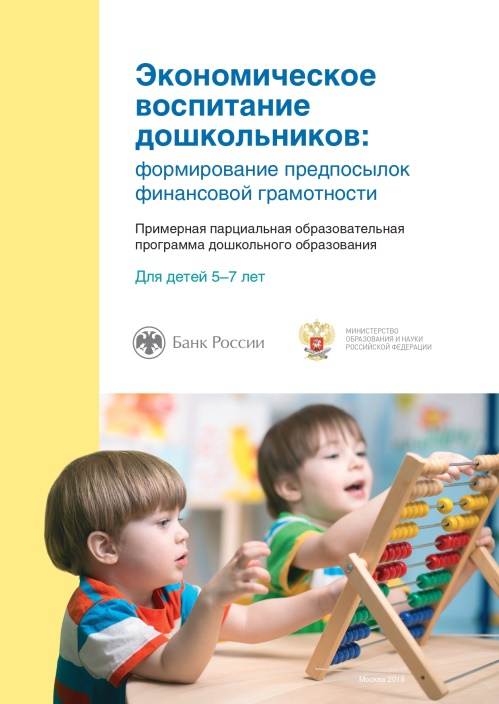 Экономическое
воспитание
дошкольников:
формирование предпосылок
финансовой грамотности
Примерная парциальная образовательная
программа дошкольного образования
Для детей 5–7 лет
Банк России
МИНИСТЕРСТВО
ОБРАЗОВАНИЯ И НАУКИ
РОССИЙСКОЙ ФЕДЕРАЦИИ
Москва 2018